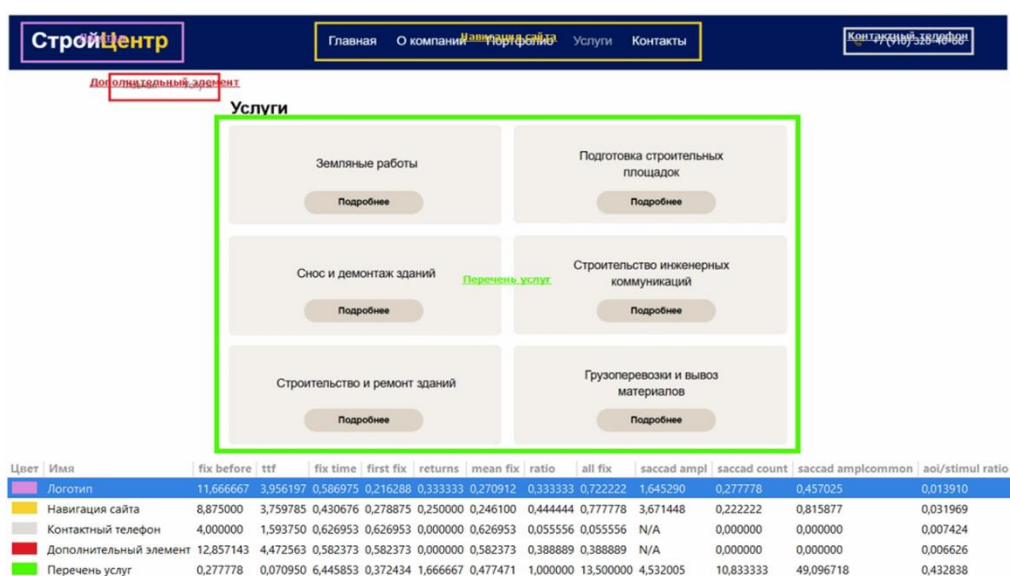 СтройЦентр
Логотип
Главная О компании Портфолио Услуги Контакты
Навигация сайта
Контактный телефон
+7 (910) 320-40-66
Дополнительный элемент
Услуги
Услуги
Земляные работы
Подробнее
Подготовка строительных
площадок
Подробнее
Снос и демонтаж зданий
Подробнее
Перечень услуг
Строительство инженерных
коммуникаций
Подробнее
Строительство и ремонт зданий
Подробнее
Грузоперевозки и вывоз
материалов
Подробнее
Цвет Имя fix before ttf fix time first fix returns mean fix ratio all fix saccad ampl saccad count saccad amplcommon aoi/stimul ratio
Логотип 11,666667 3,956197 0,586975 0,216288 0,333333 0,270912 0,333333 0,722222 1,645290 0,277778 0,457025 0,013910
Навигация сайта 8,875000 3,759785 0,430676 0,278875 0,250000 0,246100 0,444444 0,777778 3,671448 0,222222 0,815877 0,031969
Контактный телефон 4,000000 1,593750 0,626953 0,626953 0,000000 0,626953 0,055556 0,055556 N/A 0,000000 0,000000 0,007424
Дополнительный элемент 12,857143 4,472563 0,582373 0,582373 0,000000 0,582373 0,388889 0,388889 N/A 0,000000 0,000000 0,006626
Перечень услуг 0,277778 0,070950 6,445853 0,372434 1,666667 0,477471 1,000000 13,500000 4,532005 10,833333 49,096718 0,432838